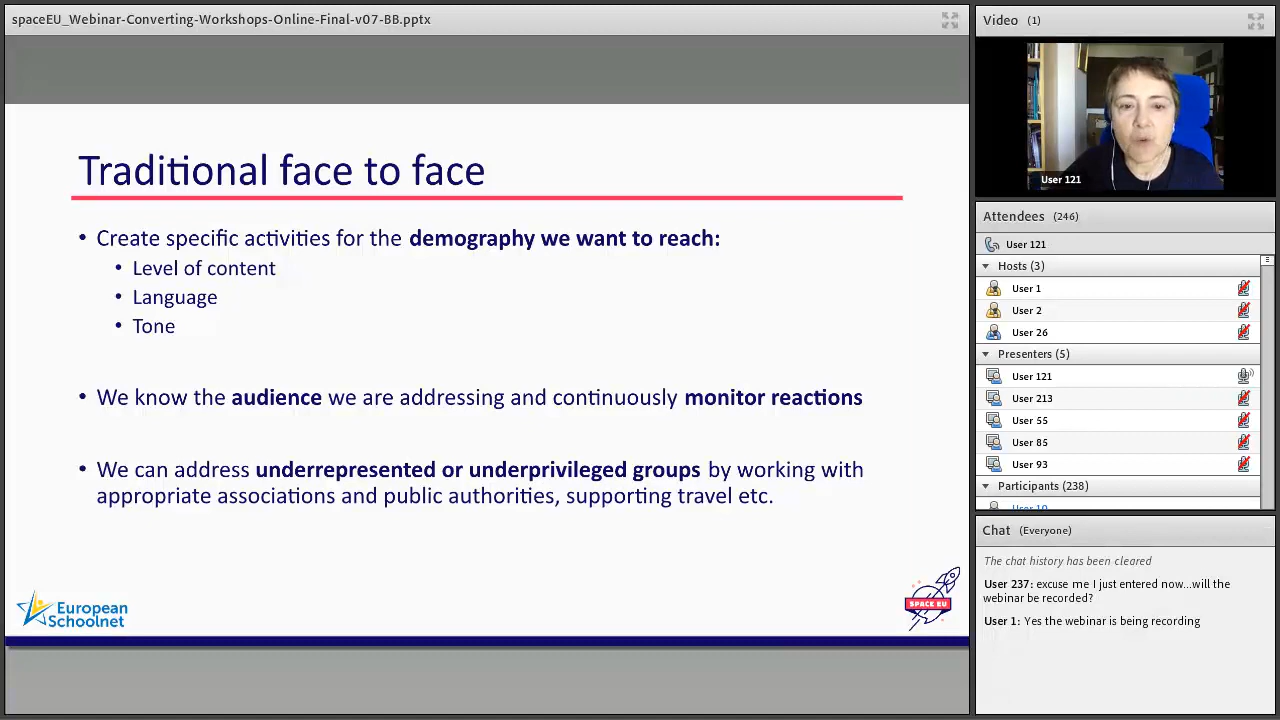 spaceEU_Webinar-Converting-Workshops-Online-Final-v07-BB.pptx
Traditional face to face
• Create specific activities for the demography we want to reach:
• Level of content
• Language
• Tone
• We know the audience we are addressing and continuously monitor reactions
• We can address underrepresented or underprivileged groups by working with
appropriate associations and public authorities, supporting travel etc.
European
Schoolnet
SPACE EU
Video (1)
User 121
Attendees (246)
User 121
Hosts (3)
User 1
User 2
User 26
Presenters (5)
User 121
User 213
User 55
User 85
User 93
Participants (238)
User 10
Chat (Everyone)
The chat history has been cleared
User 237: excuse me I just entered now...will the
webinar be recorded?
User 1: Yes the webinar is being recording